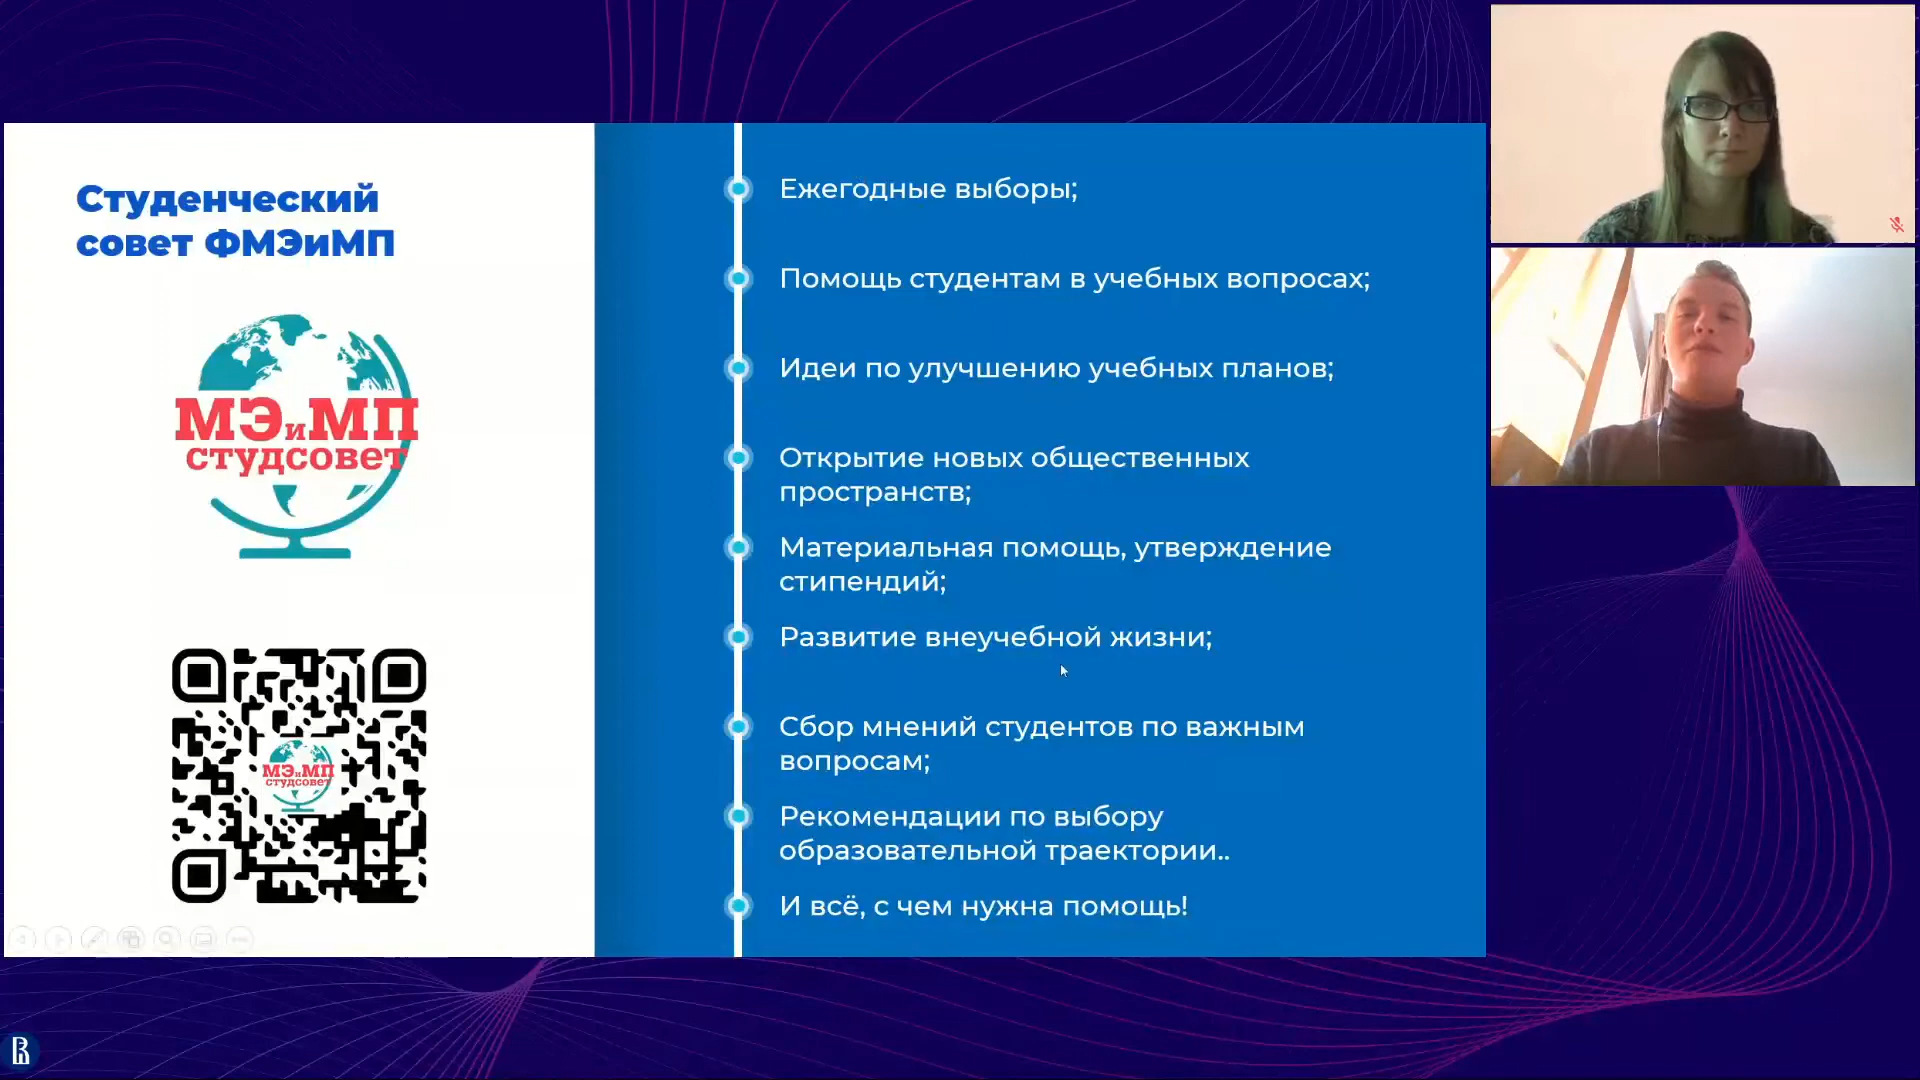 Студенческий
совет ФМЭиМП
МЭиМП
студсовет
МЭиМП
студсовет
Ежегодные выборы;
Помощь студентам в учебных вопросах;
Идеи по улучшению учебных планов;
Открытие новых общественных
пространств;
Материальная помощь, утверждение
стипендий;
Развитие внеучебной жизни;
Сбор мнений студентов по важным
вопросам;
Рекомендации по выбору
образовательной траектории..
И всё, с чем нужна помощь!